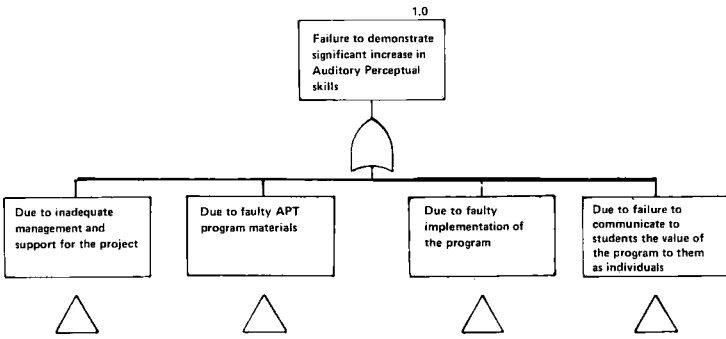 1.0
Failure to demonstrate
significant increase in
Auditory Perceptual
skills
Due to inadequate
management and
support for the project
Due to faulty APT
program materials
Due to faulty
implementation of
the program
Due to failure to
communicate to
students the value of
the program to them
as individuals